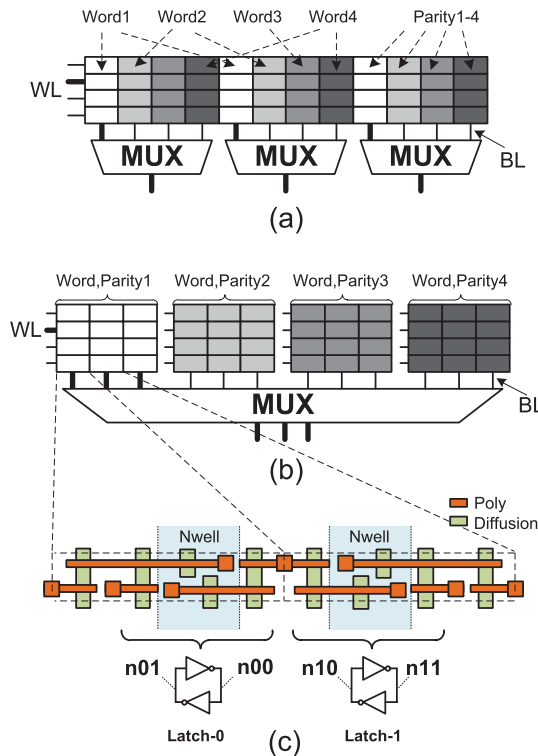 Word1 Word2 Word3 Word4 Parity1-4
WL
MUX MUX MUX
BL
(a)
Word,Parity1 Word,Parity2 Word,Parity3 Word,Parity4
WL
MUX
BL
(b)
Poly
Diffusion
Nwell Nwell
n01 n00 n10 n11
Latch-0 Latch-1
(c)